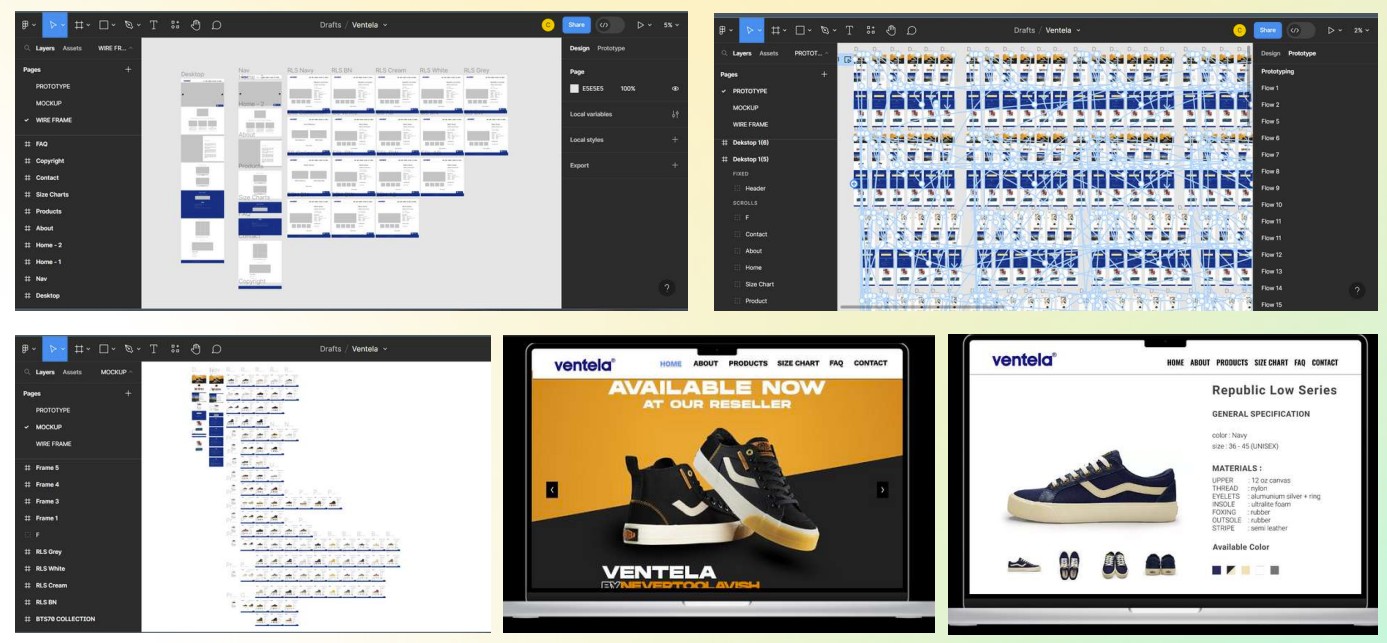 Drafts / Ventela
C
Share
5%
Layers
Assets
WIRE FR...
Design
Prototype
Pages
PROTOTYPE
MOCKUP
WIRE FRAME
FAQ
Copyright
Contact
Size Charts
Products
About
Home - 2
Home - 1
Nav
Desktop
Desktop
Nav
RLS Navy
RLS BN
RLS Cream
RLS White
RLS Grey
Home - 2
About
Products
Size Charts
Copyright
Page
E5E5E5
100%
Local variables
Local styles
Export
?
Drafts / Ventela
C
Share
2%
Layers
Assets
PROTOT...
Design
Prototype
Pages
PROTOTYPE
MOCKUP
WIRE FRAME
Dekstop 1(6)
Dekstop 1(5)
FIXED
Header
SCROLLS
F
Contact
About
Home
Size Chart
Product
Prototyping
Flow 1
Flow 2
Flow 5
Flow 6
Flow 7
Flow 8
Flow 9
Flow 10
Flow 11
Flow 11
Flow 12
Flow 13
Flow 14
Flow 15
?
Drafts / Ventela
Layers
Assets
MOCKUP
Pages
PROTOTYPE
MOCKUP
WIRE FRAME
Frame 5
Frame 4
Frame 3
Frame 1
F
RLS Grey
RLS White
RLS Cream
RLS BN
BTS70 COLLECTION
ventela®
HOME ABOUT PRODUCTS SIZE CHART FAQ CONTACT
AVAILABLE NOW
AT OUR RESELLER
VENTELA
BYNEVERTOOLAVISH
ventela®
HOME ABOUT PRODUCTS SIZE CHART FAQ CONTACT
Republic Low Series
GENERAL SPECIFICATION
color : Navy
size : 36 - 45 (UNISEX)
MATERIALS :
UPPER : 12 oz canvas
THREAD : nylon
EYELETS : alumunium silver + ring
INSOLE : ultralite foam
FOXING : rubber
OUTSOLE : rubber
STRIPE : semi leather
Available Color